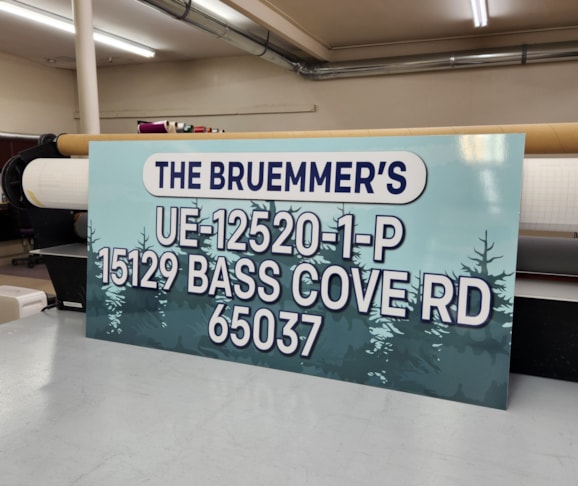 THE BRUEMMER'S
UE-12520-1-P
15129 BASS COVE RD
65037